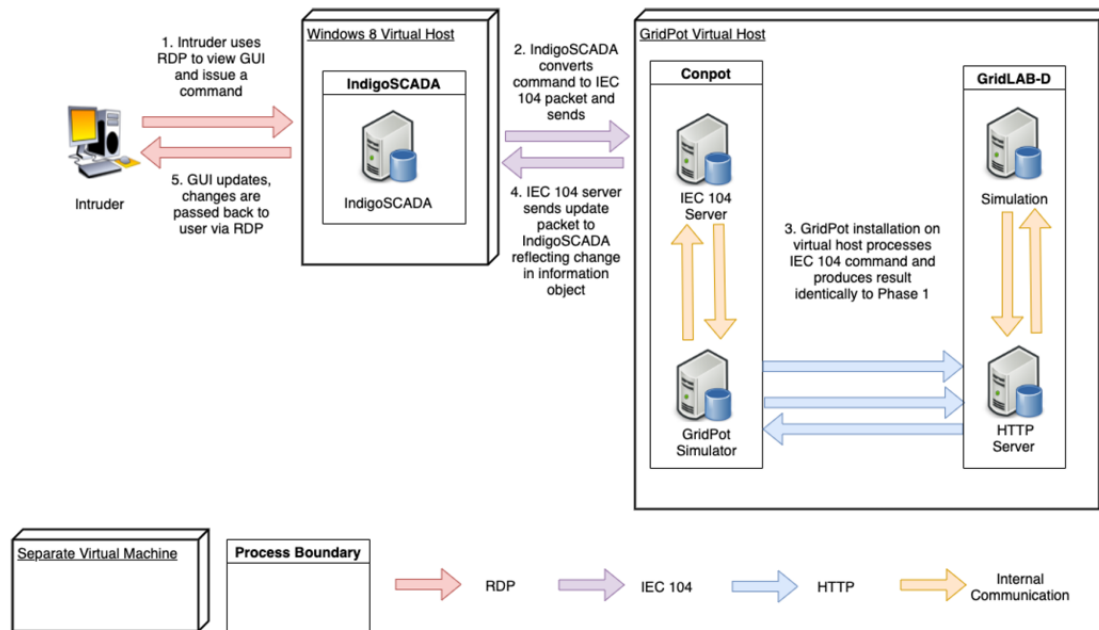 1. Intruder uses
RDP to view GUI
and issue a
command
Intruder
5. GUI updates,
changes are
passed back to
user via RDP
Windows 8 Virtual Host
IndigoSCADA
IndigoSCADA
2. IndigoSCADA
converts
command to IEC
104 packet and
sends
4. IEC 104 server
sends update
packet to
IndigoSCADA
reflecting change
in information
object
GridPot Virtual Host
Conpot
IEC 104
Server
GridPot
Simulator
3. GridPot installation on
virtual host processes
IEC 104 command and
produces result
identically to Phase 1
GridLAB-D
Simulation
HTTP
Server
Separate Virtual Machine
Process Boundary
RDP
IEC 104
HTTP
Internal
Communication